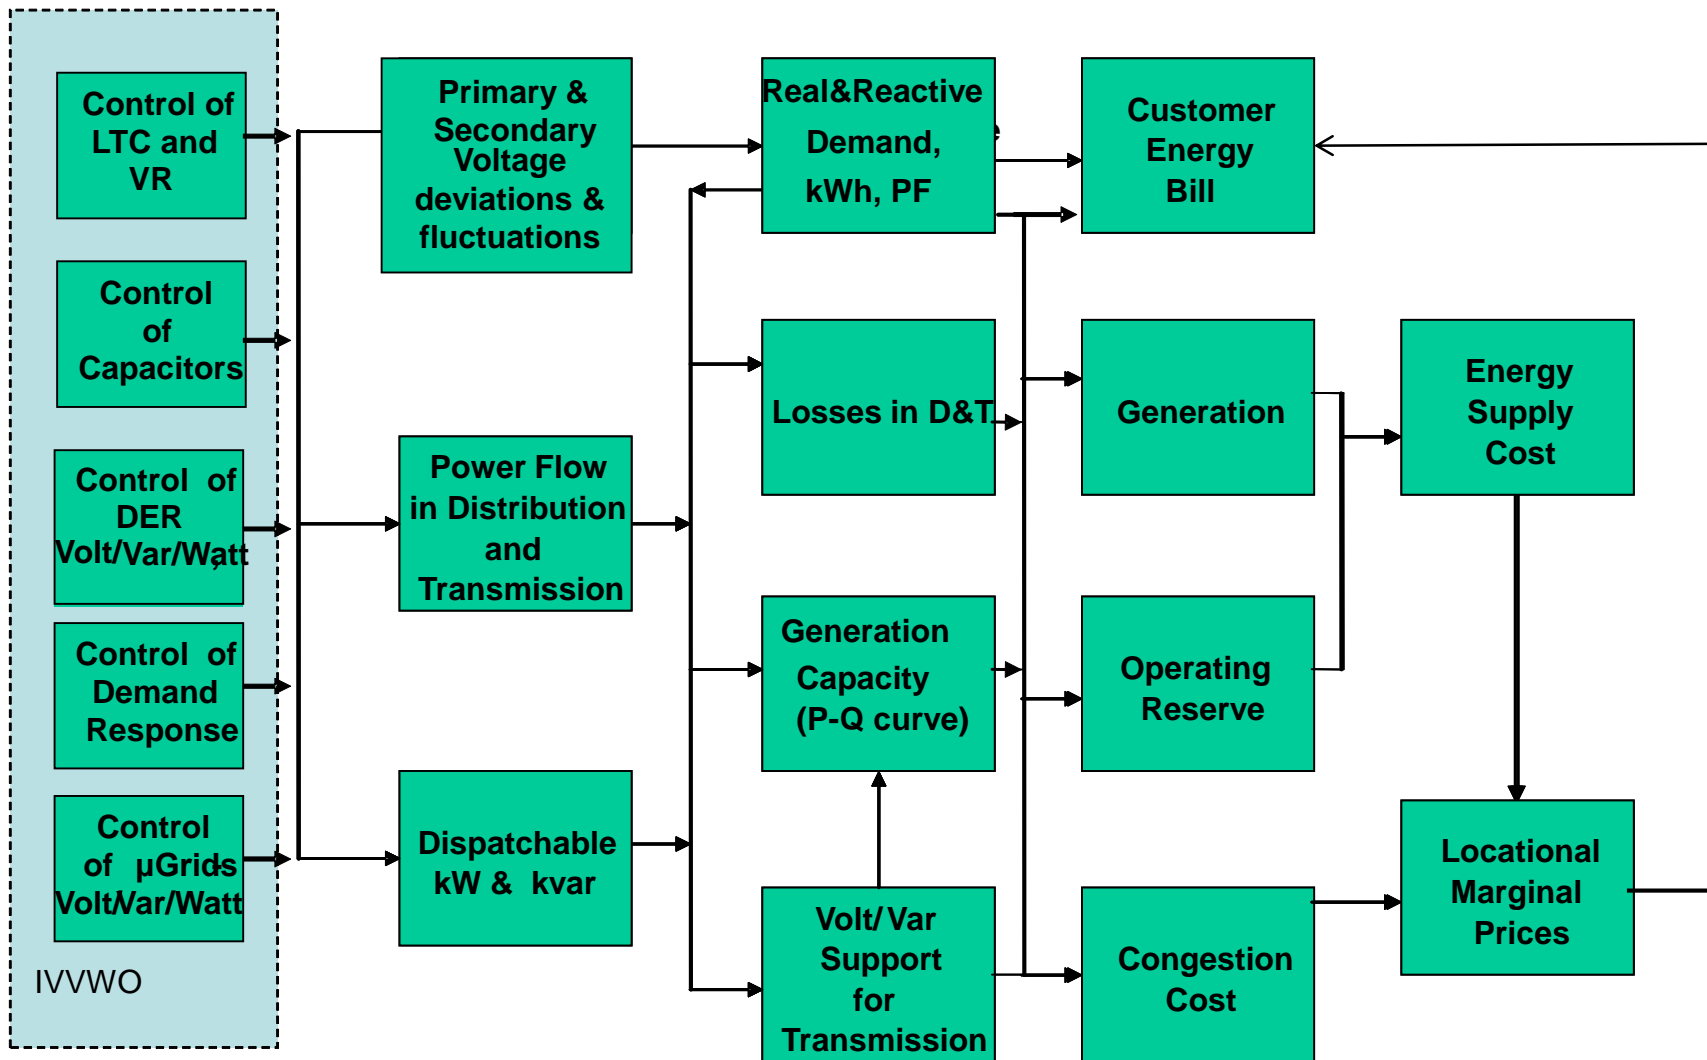 Control of
LTC and
VR
Control
of
Capacitors
Control of
DER
Volt/Var/Watt,
Control of
Demand
Response
Control
of µGrids-
Volt/Var/Watt
IVVWO
Primary &
Secondary
Voltage
deviations &
fluctuations
Power Flow
in Distribution
and
Transmission
Dispatchable
kW & kvar
Real&Reactive
Demand,
kWh, PF
Losses in D&T
Generation
Capacity
(P-Q curve)
Volt/Var
Support
for
Transmission
Customer
Energy
Bill
Generation
Operating
Reserve
Congestion
Cost
Energy
Supply
Cost
Locational
Marginal
Prices